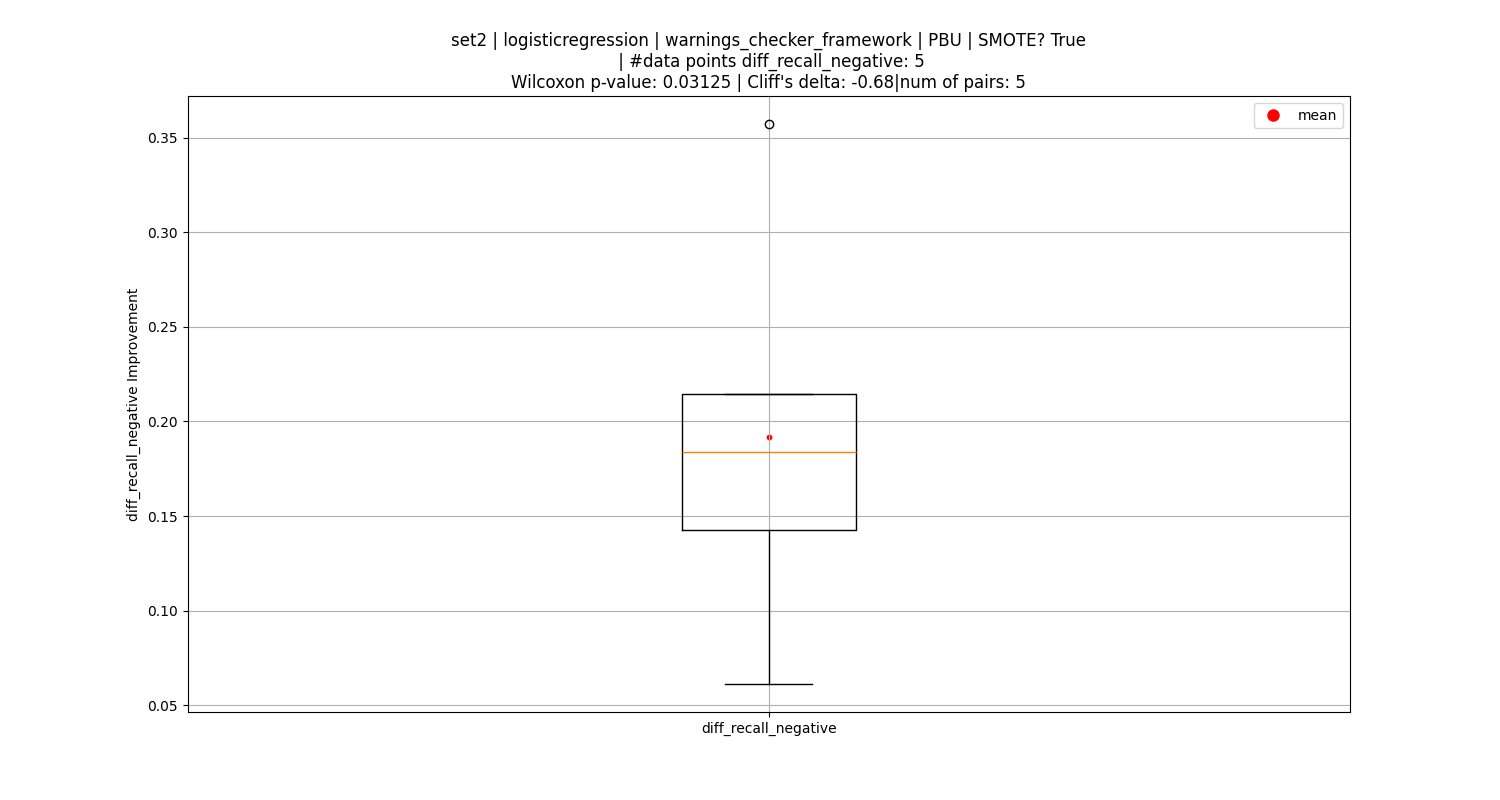 set2 | logisticregression | warnings_checker_framework | PBU | SMOTE? True
| #data points diff_recall_negative: 5
Wilcoxon p-value: 0.03125 | Cliff's delta: -0.68|num of pairs: 5
mean
0.35
0.30
0.25
0.20
0.15
0.10
0.05
diff_recall_negative Improvement
diff_recall_negative